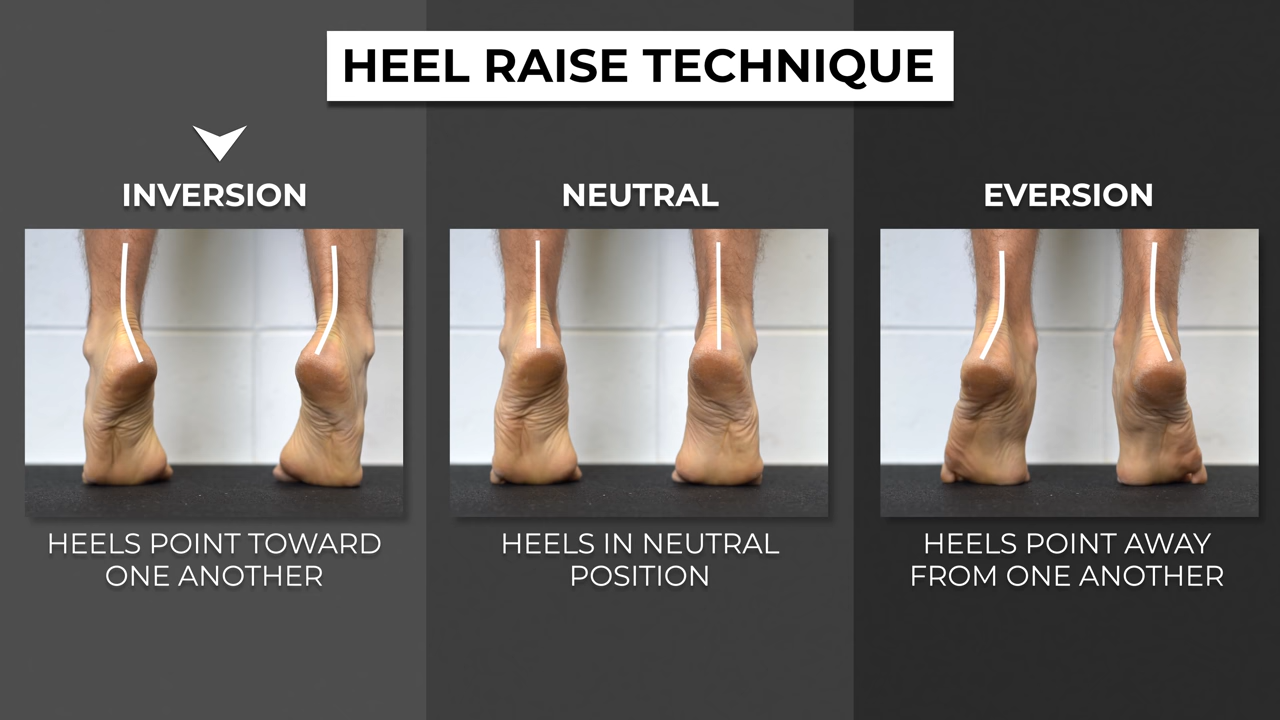 HEEL RAISE TECHNIQUE
INVERSION
HEELS POINT TOWARD
ONE ANOTHER
NEUTRAL
HEELS IN NEUTRAL
POSITION
EVERSION
HEELS POINT AWAY
FROM ONE ANOTHER